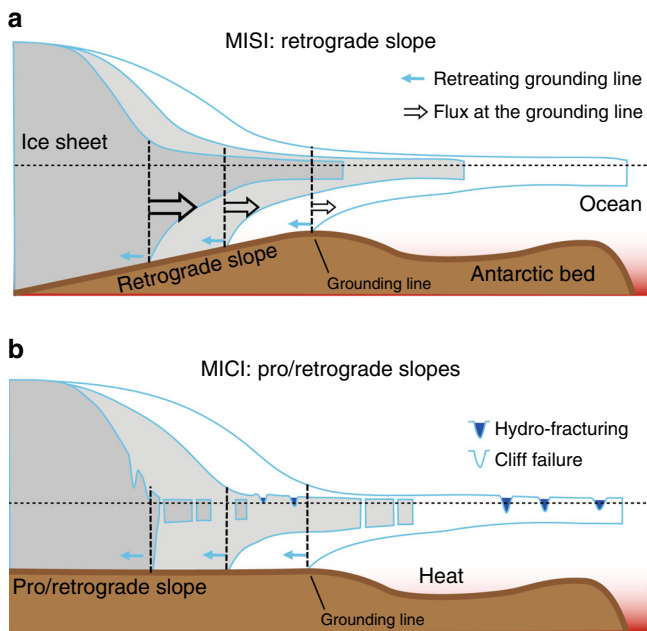 a
MISI: retrograde slope
Retreating grounding line
Flux at the grounding line
Ice sheet
Ocean
Retrograde slope
Grounding line
Antarctic bed
b
MICI: pro/retrograde slopes
Hydro-fracturing
Cliff failure
Heat
Pro/retrograde slope
Grounding line